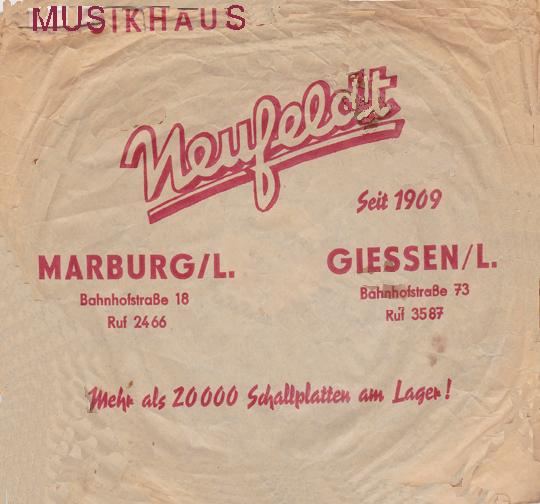 MUSIKHAUS
Neufeldt
Seit 1909
MARBURG/L.
Bahnhofstraße 18
Ruf 2466
GIESSEN/L.
Bahnhofstraße 73
Ruf 3587
Mehr als 20000 Schallplatten am Lager!